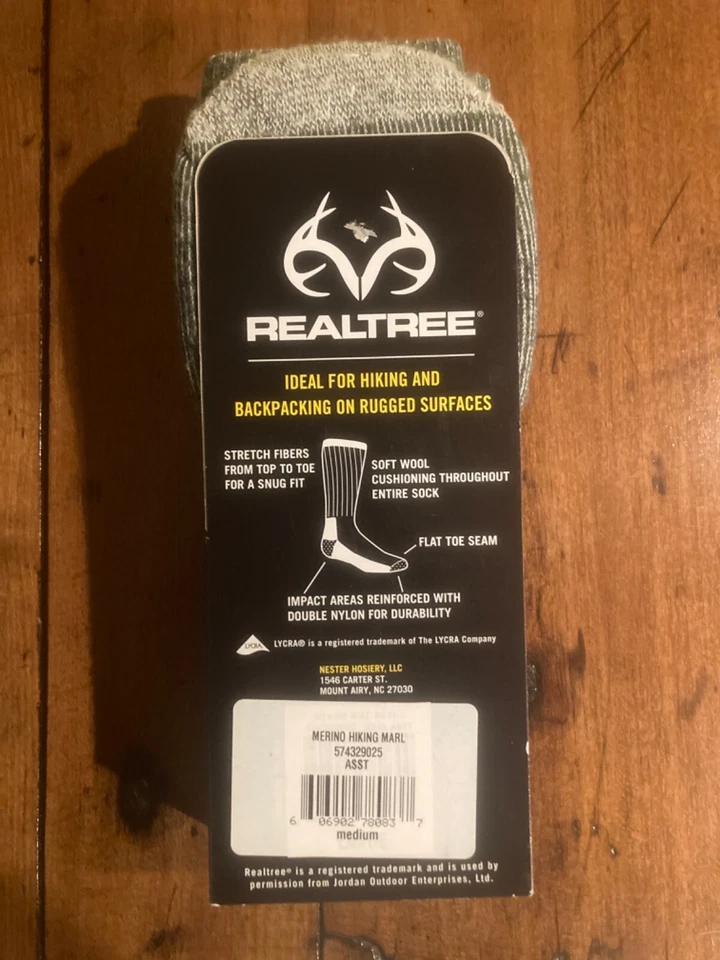 REALTREE®
IDEAL FOR HIKING AND
BACKPACKING ON RUGGED SURFACES
STRETCH FIBERS
FROM TOP TO TOE
FOR A SNUG FIT
SOFT WOOL
CUSHIONING THROUGHOUT
ENTIRE SOCK
FLAT TOE SEAM
IMPACT AREAS REINFORCED WITH
DOUBLE NYLON FOR DURABILITY
LYCRA
LYCRA® is a registered trademark of The LYCRA Company
NESTER HOSIERY, LLC
1546 CARTER ST.
MOUNT AIRY, NC 27030
MERINO HIKING MARL
574329025
ASST
6 06902 78083 7
medium
Realtree® is a registered trademark and is used by
permission from Jordan Outdoor Enterprises, Ltd.